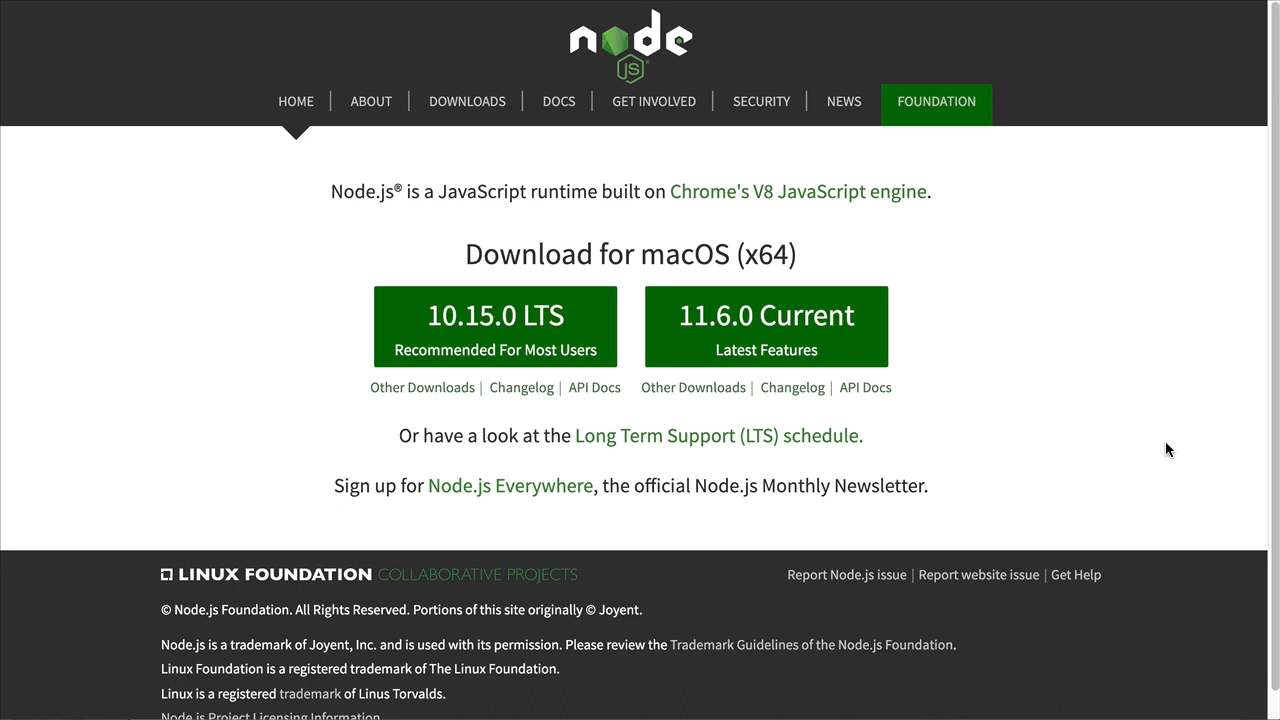 node
JS
HOME ABOUT DOWNLOADS DOCS GET INVOLVED SECURITY NEWS FOUNDATION
Node.js® is a JavaScript runtime built on Chrome's V8 JavaScript engine.
Download for macOS (x64)
10.15.0 LTS 11.6.0 Current
Recommended For Most Users Latest Features
Other Downloads | Changelog | API Docs Other Downloads | Changelog | API Docs
Or have a look at the Long Term Support (LTS) schedule.
Sign up for Node.js Everywhere, the official Node.js Monthly Newsletter.
LINUX FOUNDATION COLLABORATIVE PROJECTS Report Node.js issue | Report website issue | Get Help
© Node.js Foundation. All Rights Reserved. Portions of this site originally © Joyent.
Node.js is a trademark of Joyent, Inc. and is used with its permission. Please review the Trademark Guidelines of the Node.js Foundation.
Linux Foundation is a registered trademark of The Linux Foundation.
Linux is a registered trademark of Linus Torvalds.
Node.js Project Licensing Information.